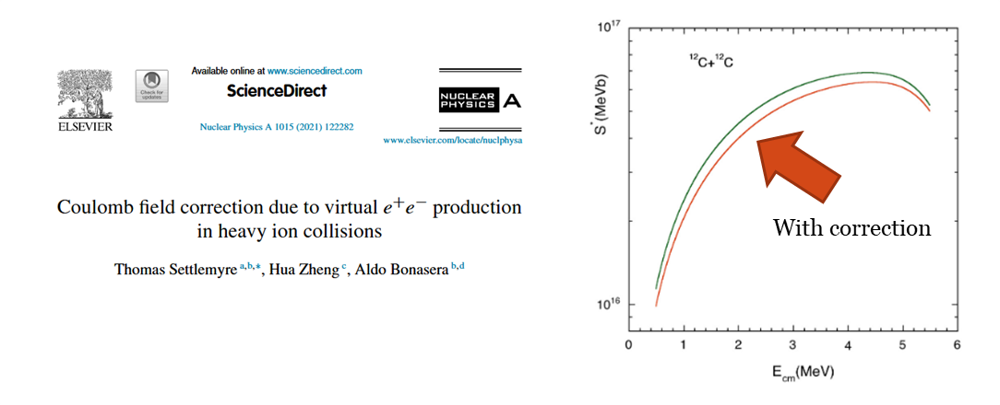 Available online at www.sciencedirect.com
ScienceDirect
Check for
updates
ELSEVIER
Nuclear Physics A 1015 (2021) 122282
NUCLEAR
PHYSICS A
www.elsevier.com/locate/nuclphysa
Coulomb field correction due to virtual e⁺e⁻ production
in heavy ion collisions
Thomas Settlemyre a,b,*, Hua Zheng c, Aldo Bonasera b,d
10¹⁷
¹²C+¹²C
S*(MeVb)
With correction
10¹⁶
0 1 2 3 4 5 6
E_cm(MeV)